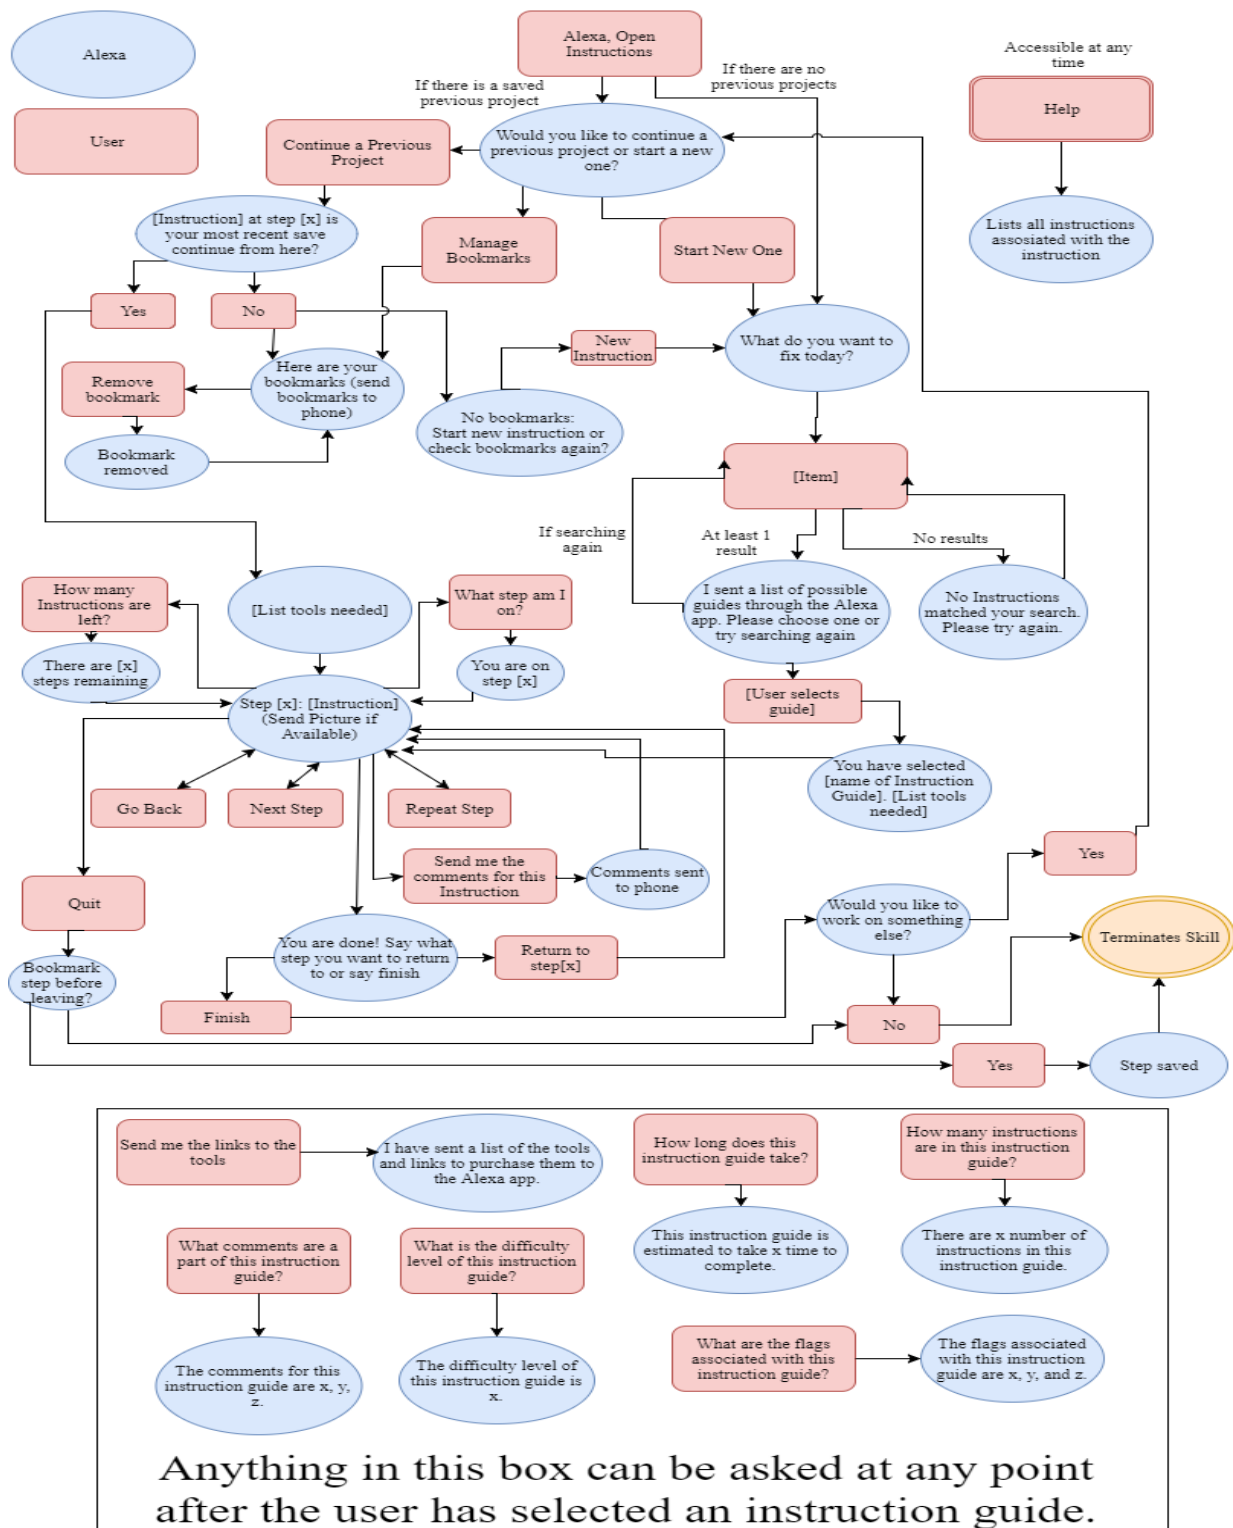 Alexa
User
Alexa, Open
Instructions
If there is a saved
previous project
If there are no
previous projects
Accessible at any
time
Help
Lists all instructions
assosiated with the
instruction
Continue a Previous
Project
Would you like to continue a
previous project or start a new
one?
[Instruction] at step [x] is
your most recent save
continue from here?
Manage
Bookmarks
Start New One
Yes
No
New
Instruction
What do you want to
fix today?
Remove
bookmark
Here are your
bookmarks (send
bookmarks to
phone)
Bookmark
removed
No bookmarks:
Start new instruction or
check bookmarks again?
[Item]
If searching
again
At least 1
result
No results
How many
Instructions are
left?
[List tools needed]
What step am I
on?
I sent a list of possible
guides through the Alexa
app. Please choose one or
try searching again
No Instructions
matched your search.
Please try again.
There are [x]
steps remaining
You are on
step [x]
Step [x]: [Instruction]
(Send Picture if
Available)
[User selects
guide]
You have selected
[name of Instruction
Guide]. [List tools
needed]
Go Back
Next Step
Repeat Step
Send me the
comments for this
Instruction
Comments sent
to phone
Yes
Quit
Would you like to
work on something
else?
You are done! Say what
step you want to return
to or say finish
Return to
step[x]
Terminates Skill
Bookmark
step before
leaving?
Finish
No
Yes
Step saved
Send me the links to the
tools
I have sent a list of the tools
and links to purchase them to
the Alexa app.
How long does this
instruction guide take?
How many instructions
are in this instruction
guide?
What comments are a
part of this instruction
guide?
What is the difficulty
level of this instruction
guide?
This instruction guide is
estimated to take x time to
complete.
There are x number of
instructions in this
instruction guide.
The comments for this
instruction guide are x, y,
z.
The difficulty level of
this instruction guide is
x.
What are the flags
associated with this
instruction guide?
The flags associated
with this instruction
guide are x, y, and z.
Anything in this box can be asked at any point
after the user has selected an instruction guide.